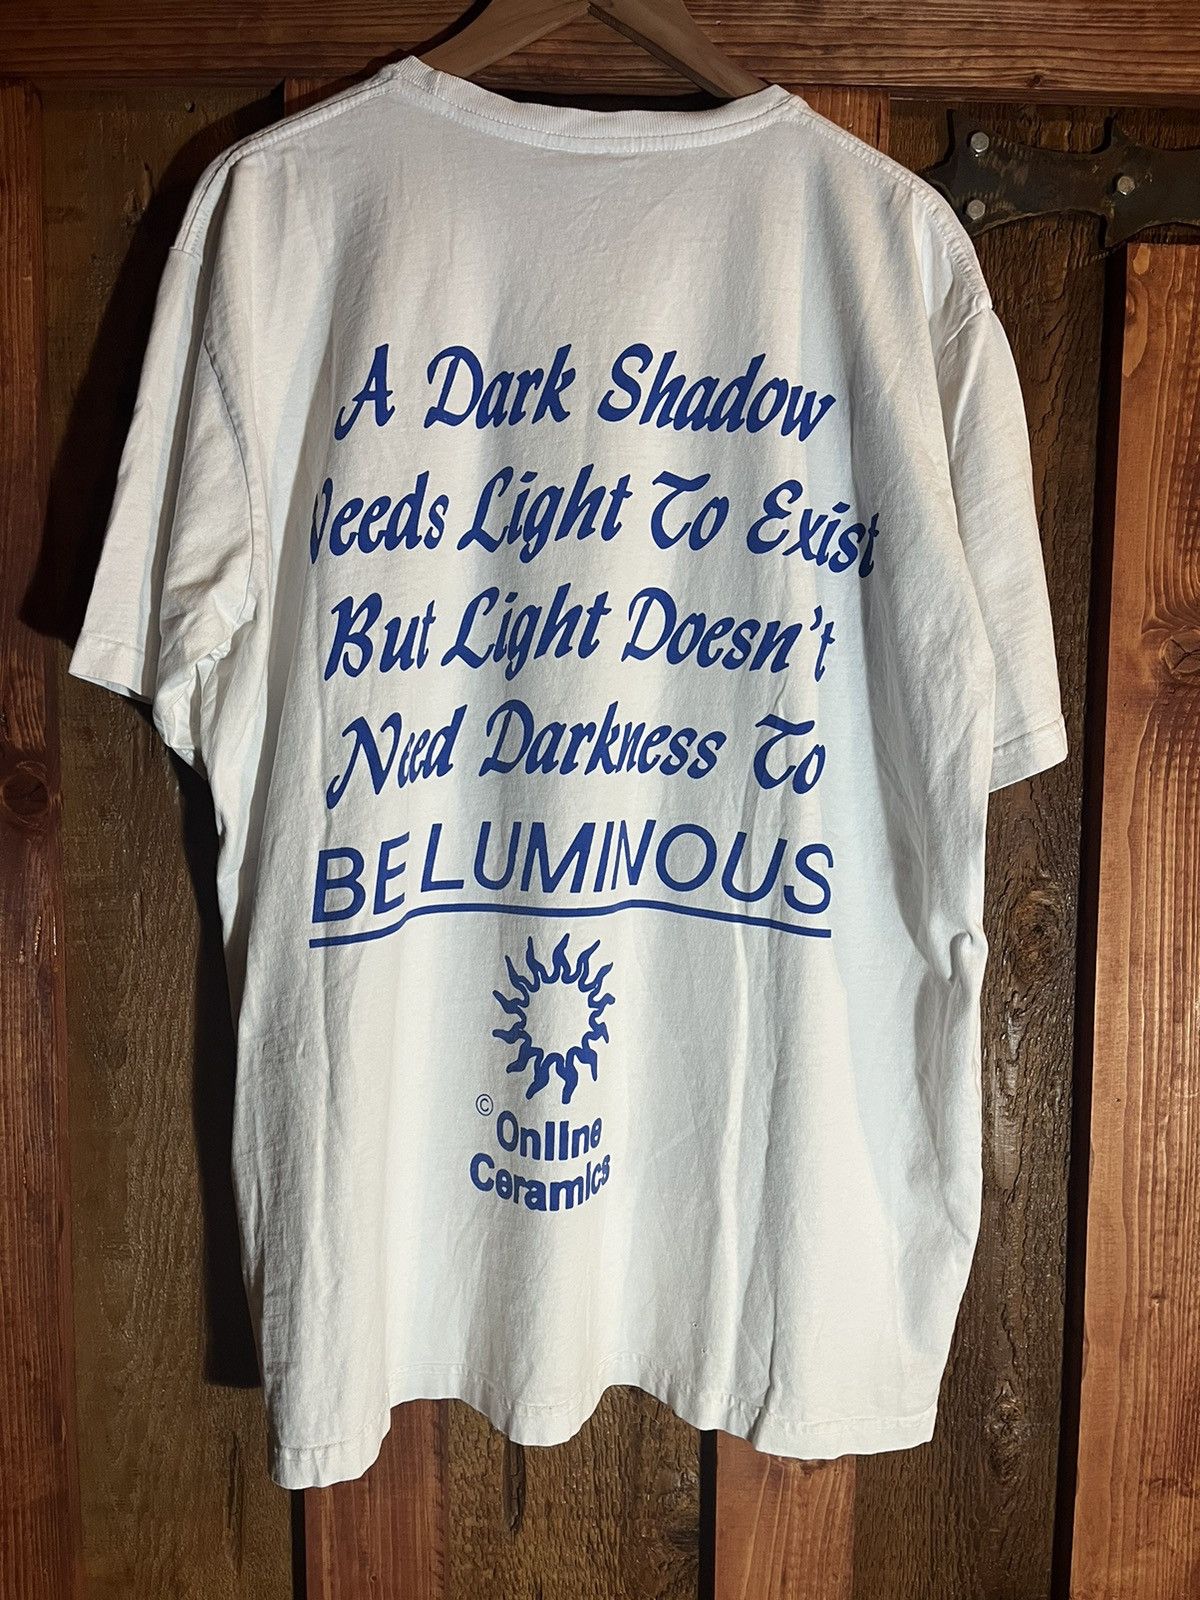 A Dark Shadow
Needs Light To Exist
But Light Doesn't
Need Darkness To
BE LUMINOUS
© Online
Ceramics